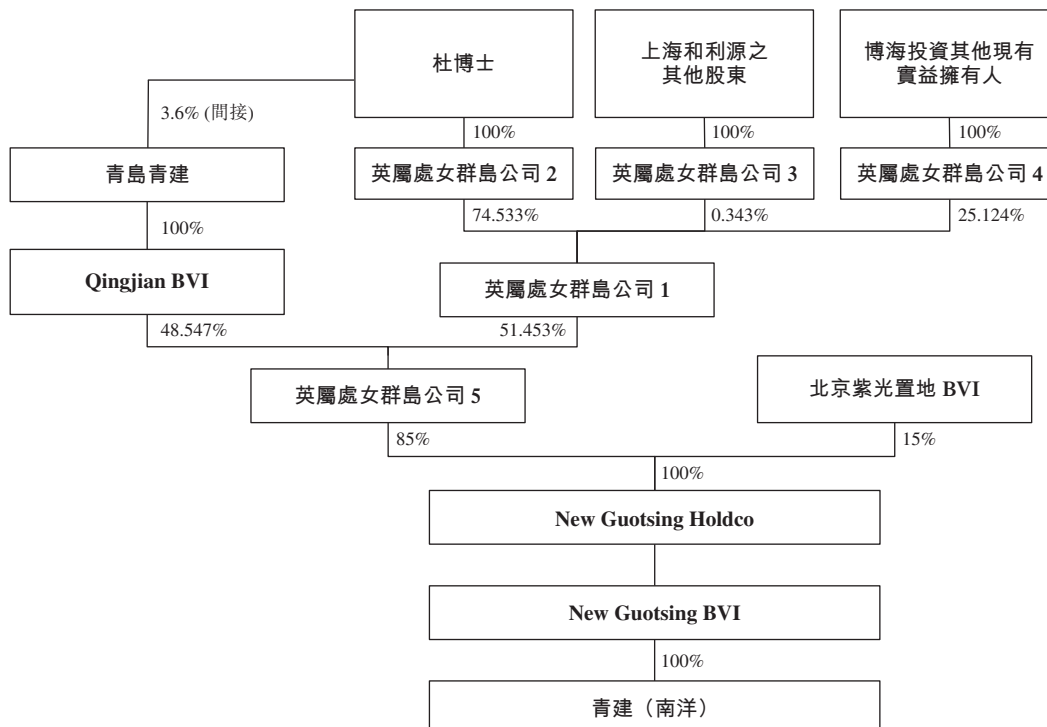 杜博士
上海和利源之
其他股東
博海投資其他現有
實益擁有人
3.6% (間接)
100%
100%
100%
青島青建
英屬處女群島公司 2
英屬處女群島公司 3
英屬處女群島公司 4
100%
74.533%
0.343%
25.124%
Qingjian BVI
英屬處女群島公司 1
48.547%
51.453%
英屬處女群島公司 5
北京紫光置地 BVI
85%
15%
100%
New Guotsing Holdco
New Guotsing BVI
100%
青建（南洋）